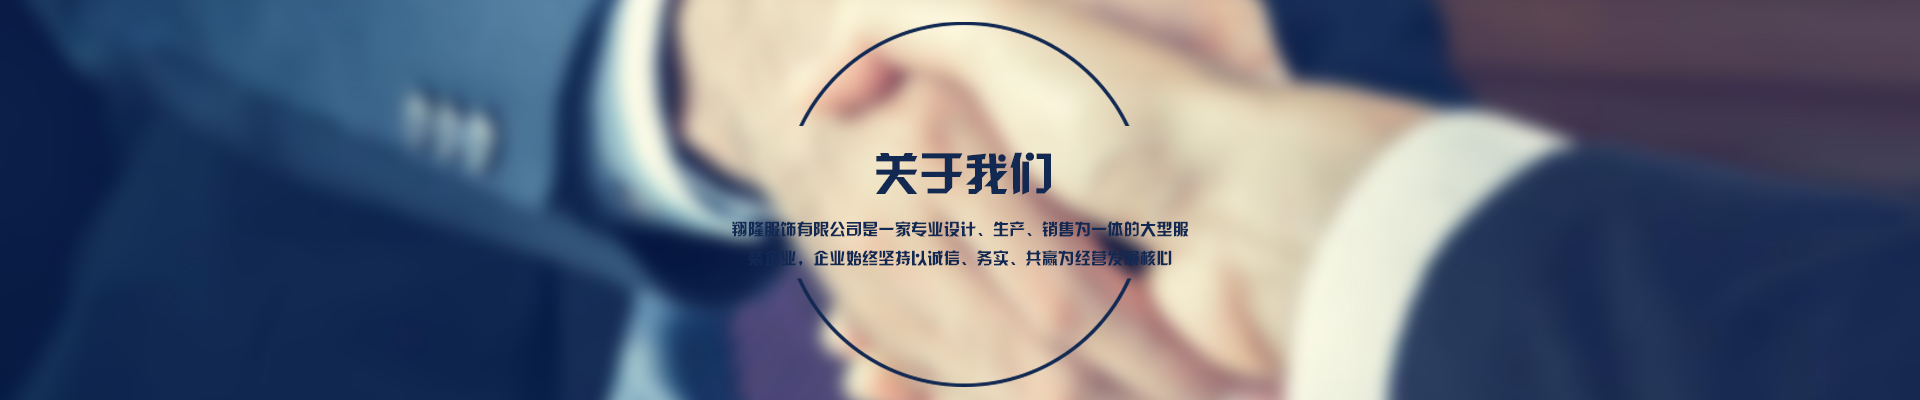 关于我们
翔隆服饰有限公司是一家专业设计、生产、销售为一体的大型服
企业，企业始终坚持以诚信、务实、共赢为经营发展核心